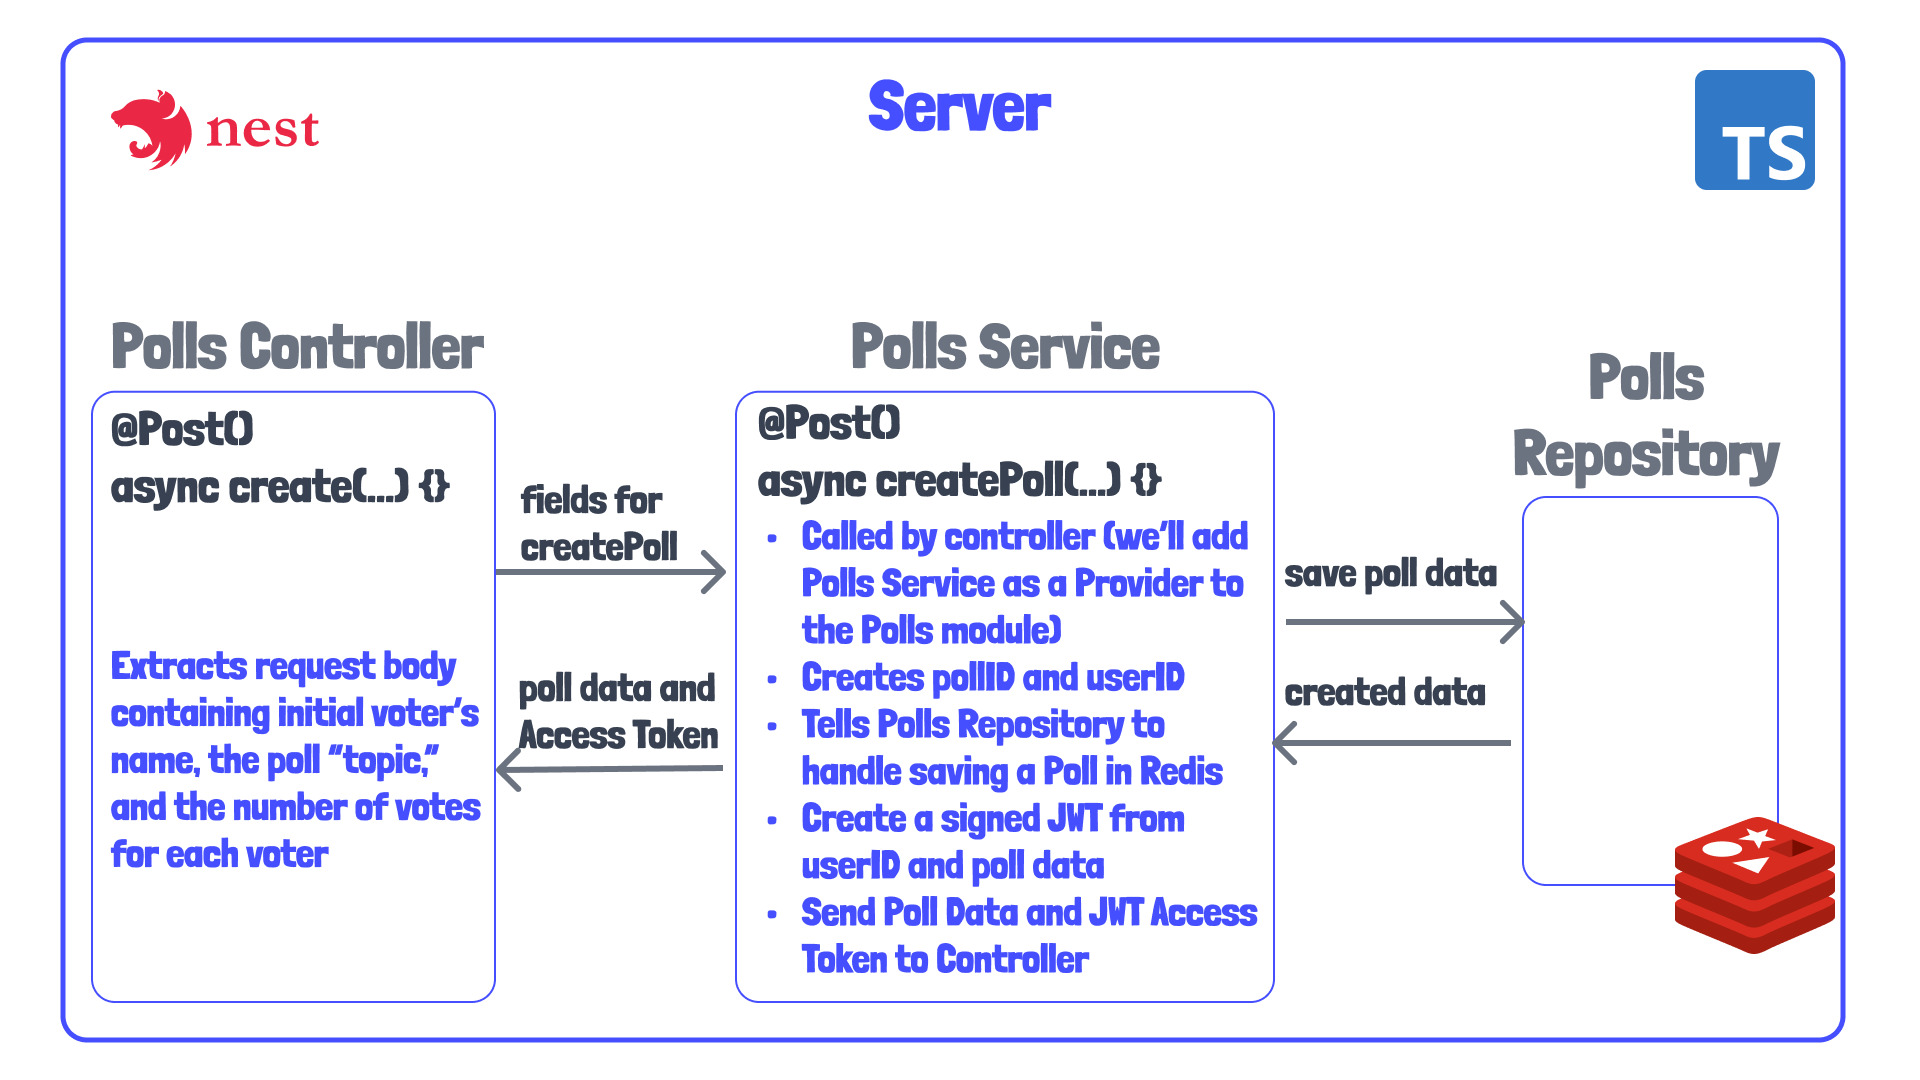 Server
nest
TS
Polls Controller
@Post()
async create(...) {}
Extracts request body
containing initial voter's
name, the poll “topic,”
and the number of votes
for each voter
fields for
createPoll
poll data and
Access Token
Polls Service
@Post()
async createPoll(...) {}
• Called by controller (we'll add
Polls Service as a Provider to
the Polls module)
• Creates pollID and userID
• Tells Polls Repository to
handle saving a Poll in Redis
• Create a signed JWT from
userID and poll data
• Send Poll Data and JWT Access
Token to Controller
save poll data
created data
Polls
Repository